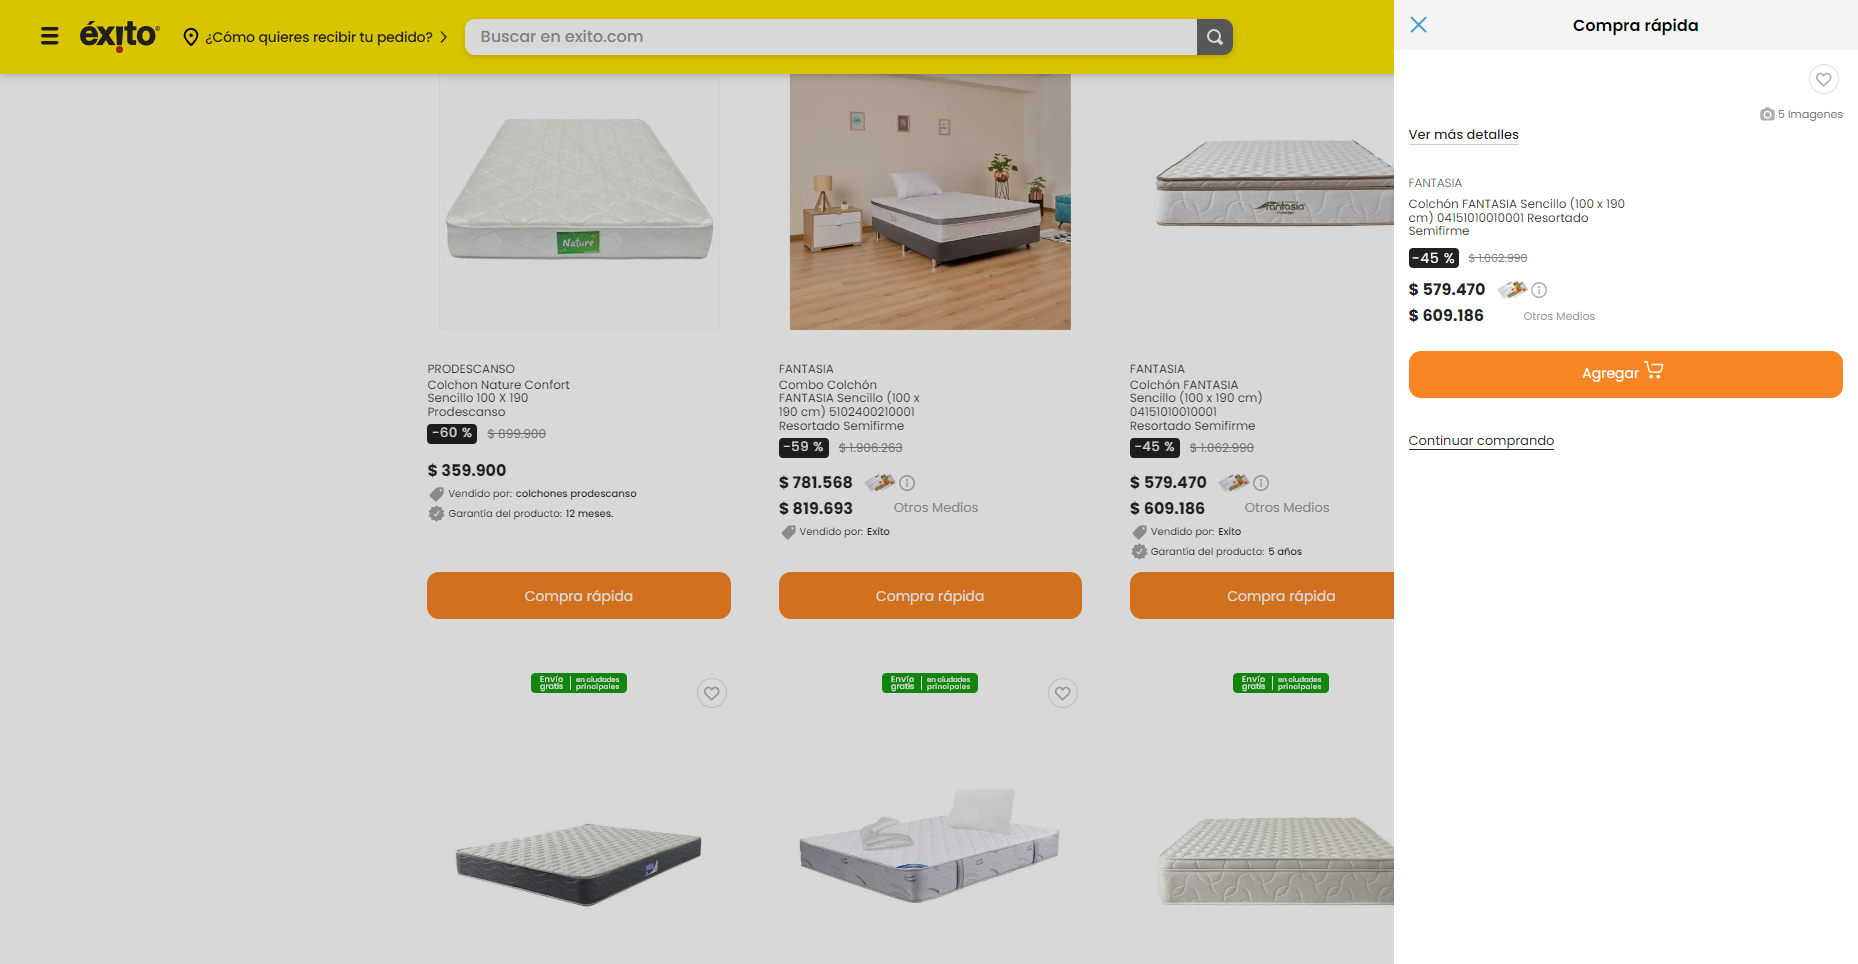 éxito
¿Cómo quieres recibir tu pedido?
Buscar en exito.com
Nature
PRODESCANSO
Colchon Nature Confort
Sencillo 100 X 190
Prodescanso
-60 % $ 899.900
$ 359.900
Vendido por: colchones prodescanso
Garantía del producto: 12 meses.
Compra rápida
FANTASIA
Combo Colchón
FANTASIA Sencillo (100 x
190 cm) 5102400210001
Resortado Semifirme
-59 % $ 1.906.263
$ 781.568
$ 819.693 Otros Medios
Vendido por: Exito
Compra rápida
fantasia
FANTASIA
Colchón FANTASIA
Sencillo (100 x 190 cm)
04151010010001
Resortado Semifirme
-45 % $ 1.062.990
$ 579.470
$ 609.186 Otros Medios
Vendido por: Exito
Garantía del producto: 5 años
Compra rápida
Envío gratis | en ciudades principales
Envío gratis | en ciudades principales
Envío gratis | en ciudades principales
Compra rápida
5 Imagenes
Ver más detalles
FANTASIA
Colchón FANTASIA Sencillo (100 x 190
cm) 04151010010001 Resortado
Semifirme
-45 % $ 1.062.990
$ 579.470
$ 609.186 Otros Medios
Agregar
Continuar comprando